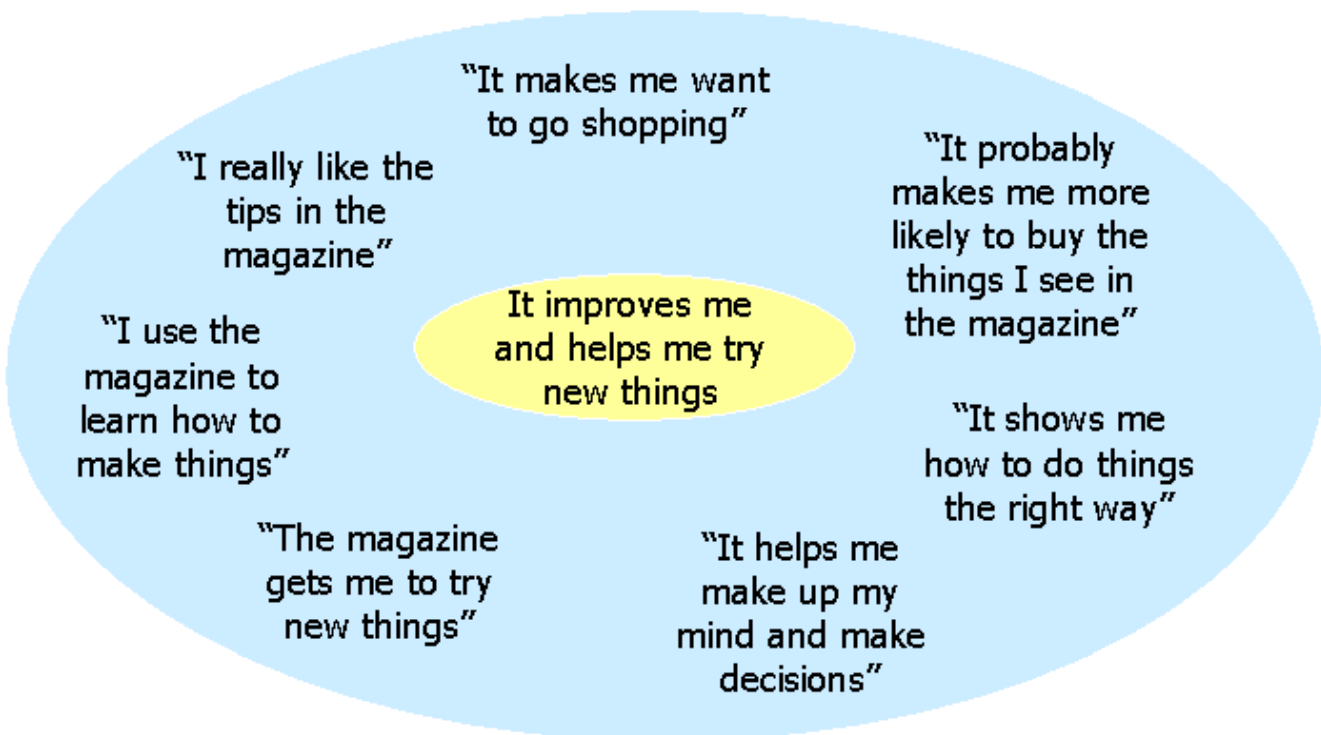 “It makes me want
to go shopping”
“I really like the
tips in the
magazine”
“It probably
makes me more
likely to buy the
things I see in
the magazine”
It improves me
and helps me try
new things
“I use the
magazine to
learn how to
make things”
“It shows me
how to do things
the right way”
“The magazine
gets me to try
new things”
“It helps me
make up my
mind and make
decisions”